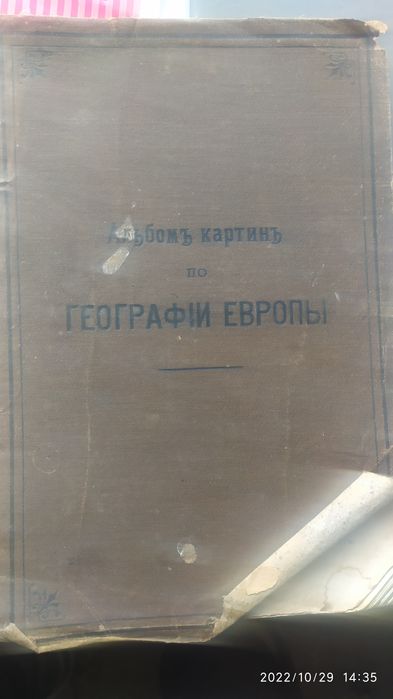 Альбомъ картинъ
по
ГЕОГРАФІИ ЕВРОПЫ
2022/10/29 14:35